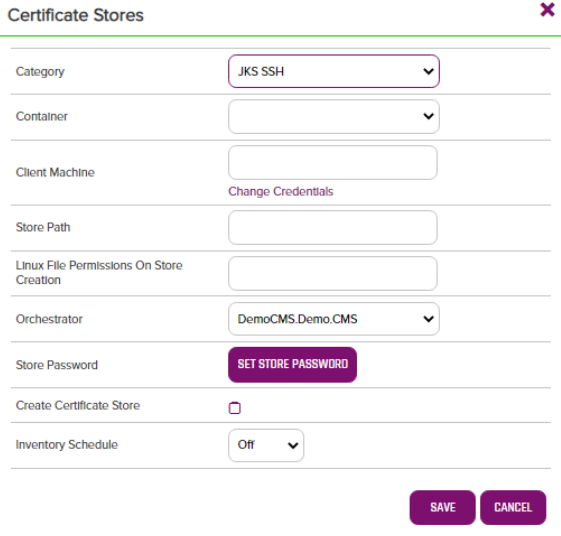 Certificate Stores
Category
JKS SSH
Container
Client Machine
Change Credentials
Store Path
Linux File Permissions On Store
Creation
Orchestrator
DemoCMS.Demo.CMS
Store Password
SET STORE PASSWORD
Create Certificate Store
Inventory Schedule
Off
SAVE
CANCEL